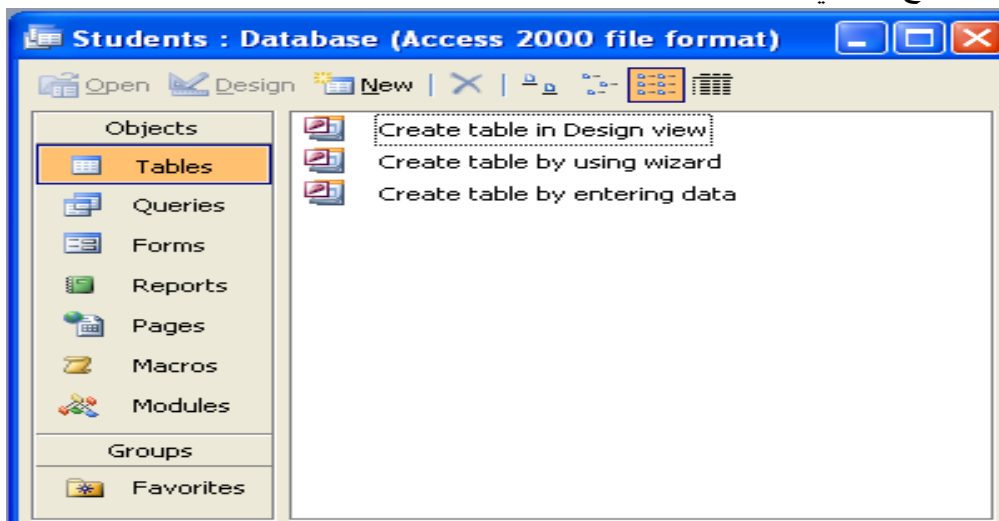 Students : Database (Access 2000 file format)
Open Design New
Objects
Tables
Queries
Forms
Reports
Pages
Macros
Modules
Groups
Favorites
Create table in Design view
Create table by using wizard
Create table by entering data